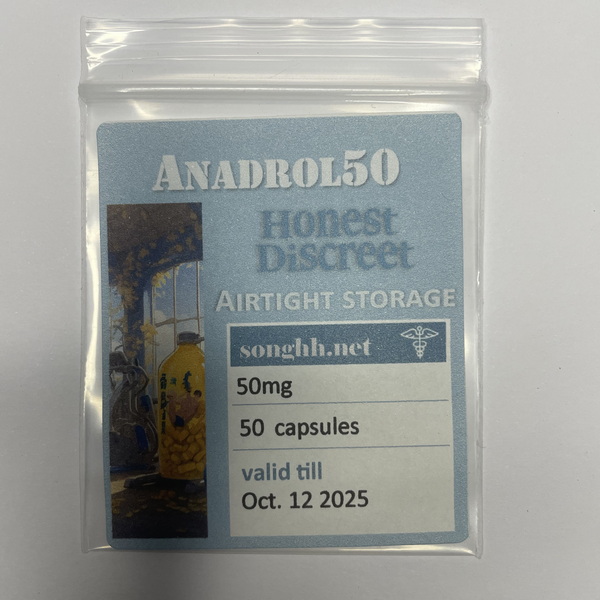 ANADROL50
Honest
Discreet
AIRTIGHT STORAGE
songhh.net
50mg
50 capsules
valid till
Oct. 12 2025